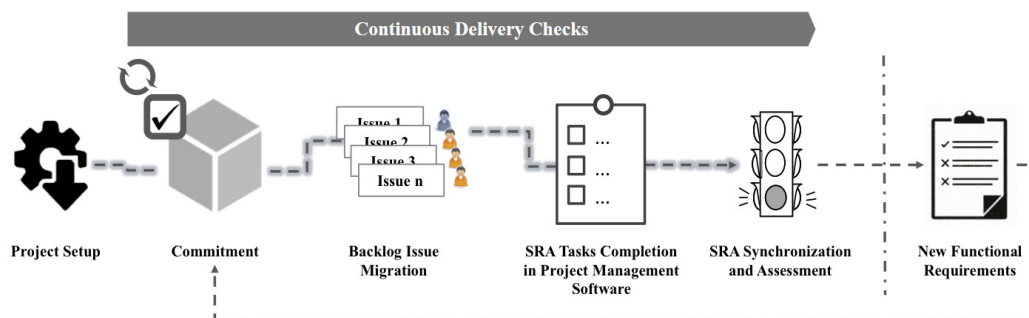 Continuous Delivery Checks
Issue 1
Issue 2
Issue 3
Issue n
...
...
...
Project Setup
Commitment
Backlog Issue
Migration
SRA Tasks Completion
in Project Management
Software
SRA Synchronization
and Assessment
New Functional
Requirements